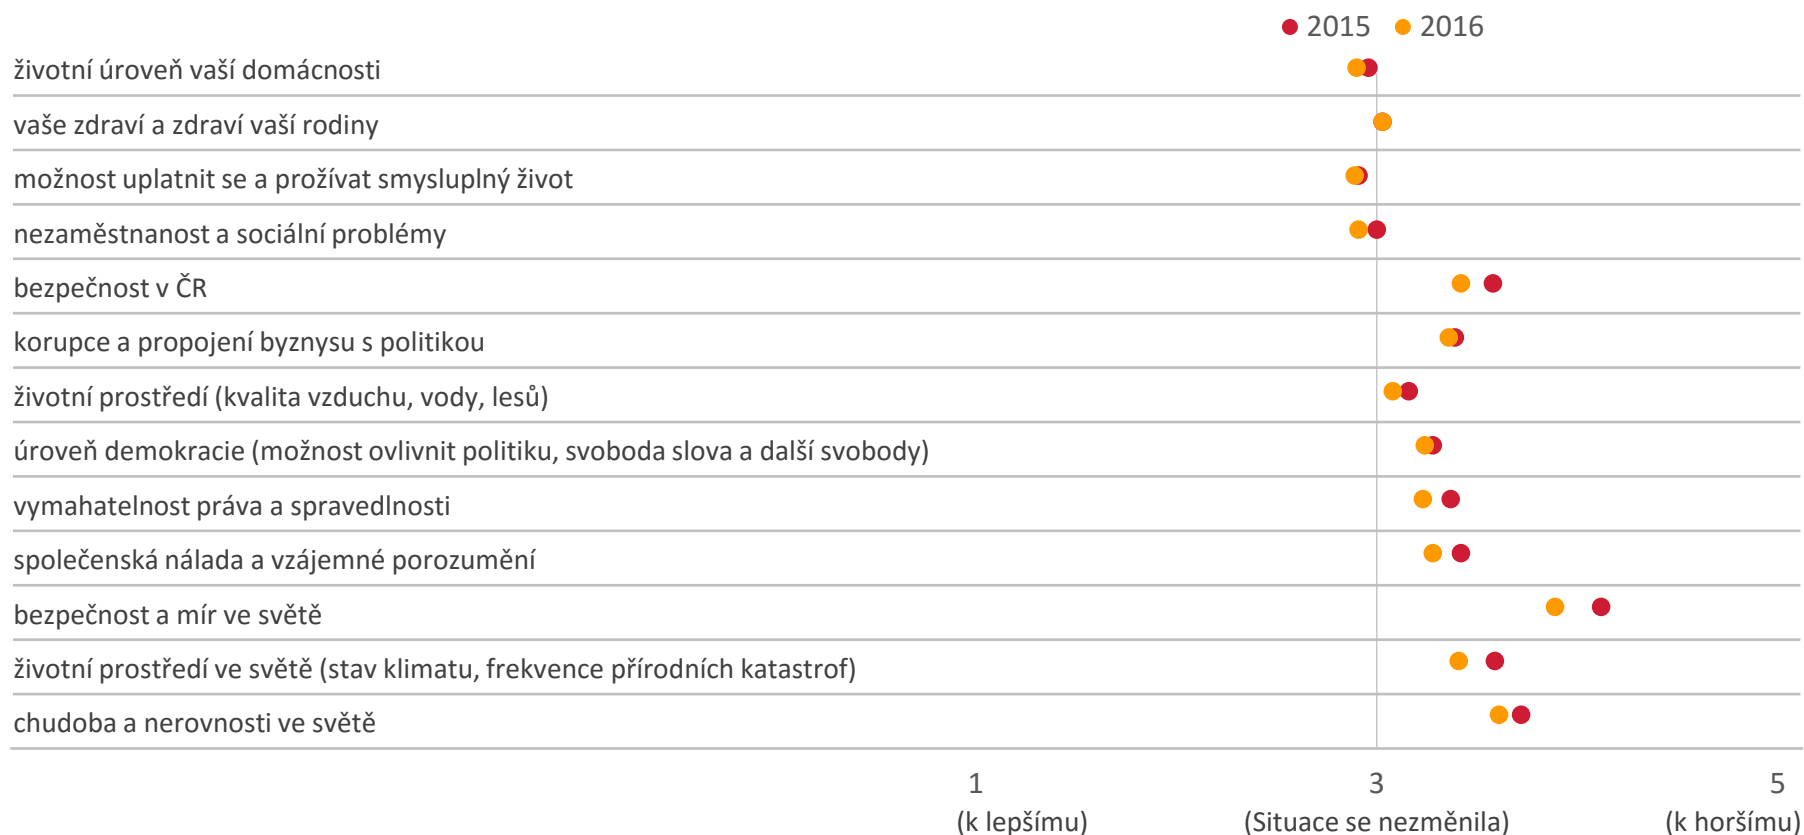 2015 2016
životní úroveň vaší domácnosti
vaše zdraví a zdraví vaší rodiny
možnost uplatnit se a prožívat smysluplný život
nezaměstnanost a sociální problémy
bezpečnost v ČR
korupce a propojení byznysu s politikou
životní prostředí (kvalita vzduchu, vody, lesů)
úroveň demokracie (možnost ovlivnit politiku, svoboda slova a další svobody)
vymahatelnost práva a spravedlnosti
společenská nálada a vzájemné porozumění
bezpečnost a mír ve světě
životní prostředí ve světě (stav klimatu, frekvence přírodních katastrof)
chudoba a nerovnosti ve světě
1 3 5
(k lepšímu) (Situace se nezměnila) (k horšímu)